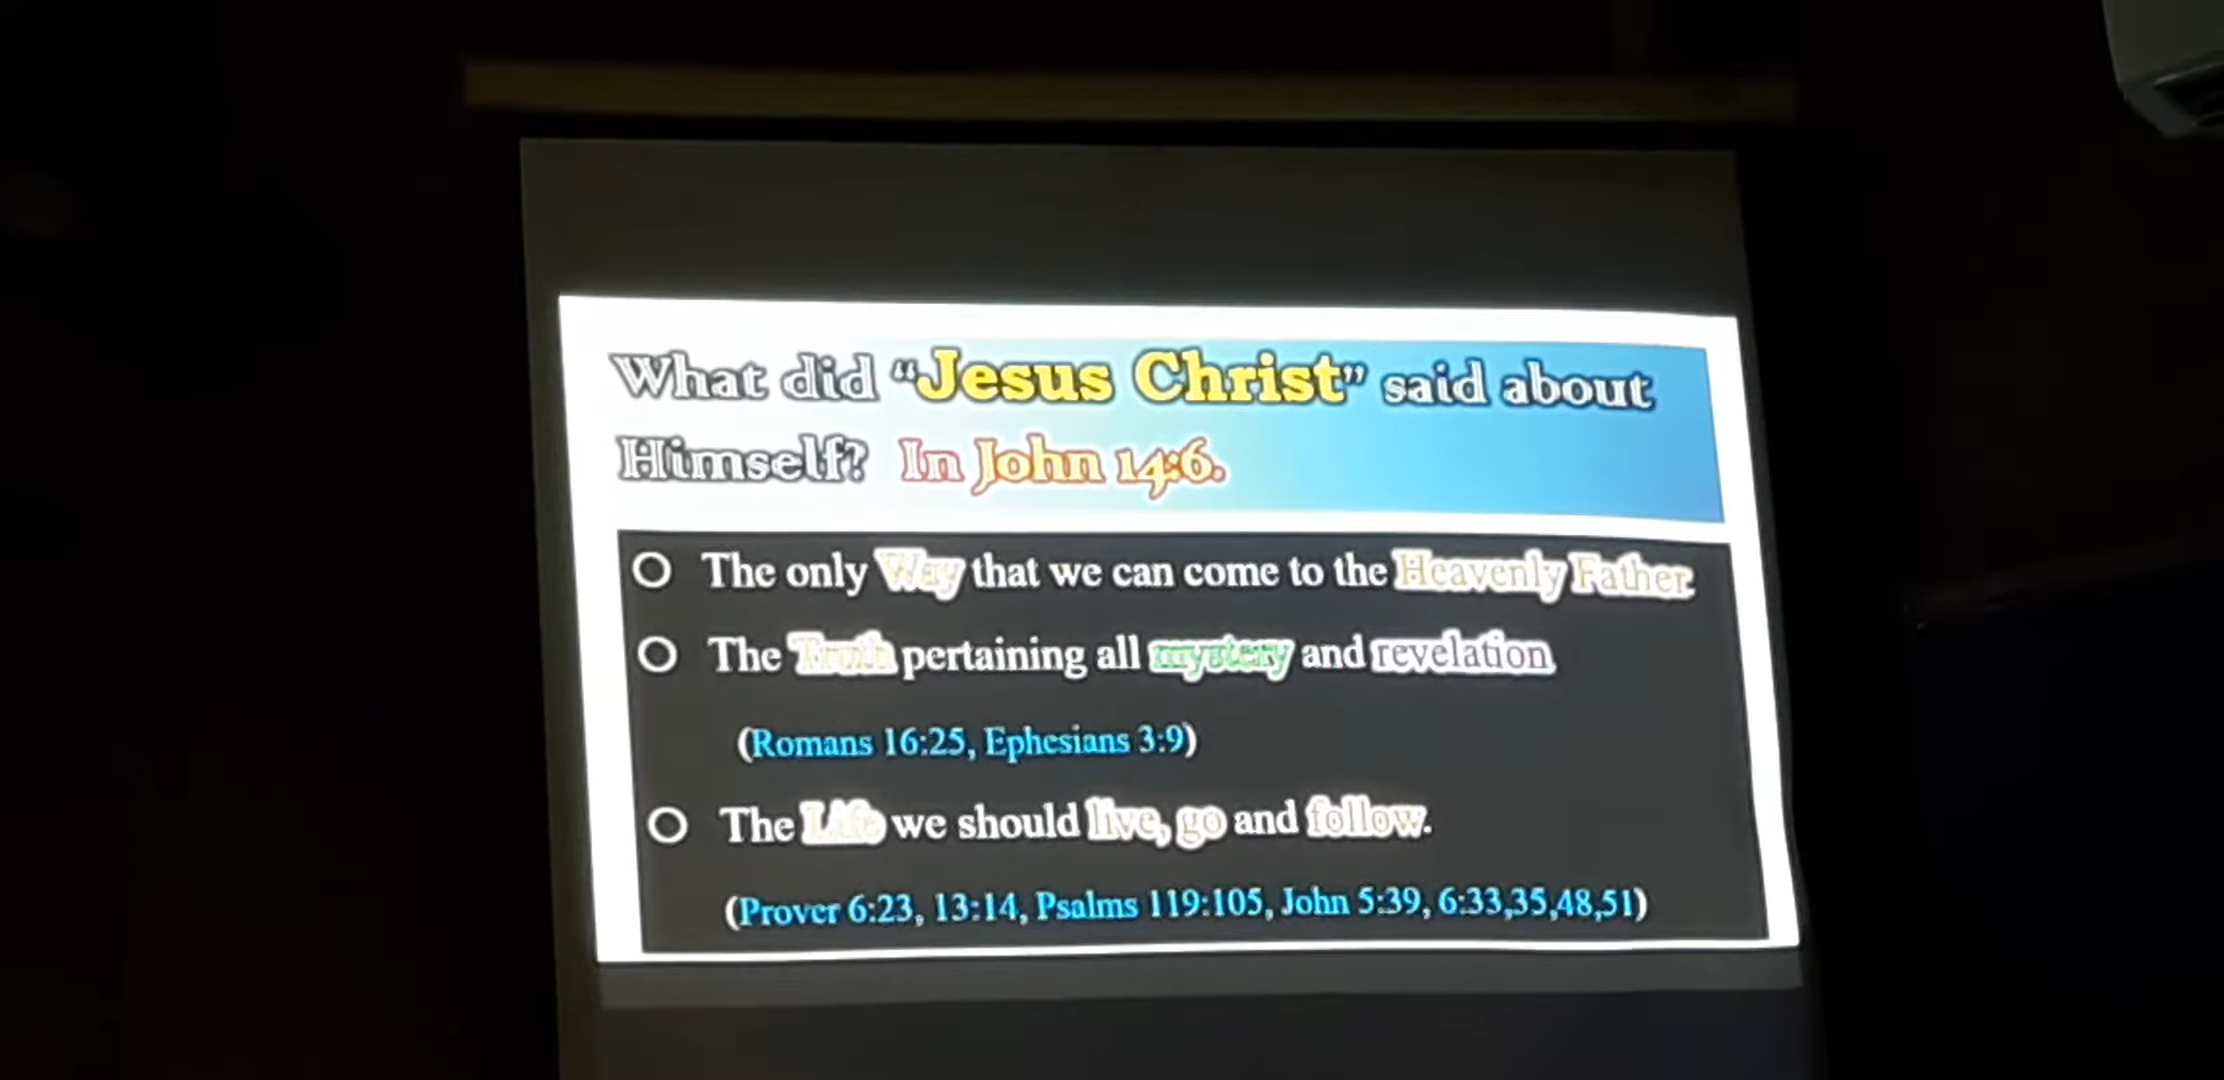 What did “Jesus Christ” said about
Himself? In John 14:6.
The only Way that we can come to the Heavenly Father.
The Truth pertaining all mystery and revelation.
(Romans 16:25, Ephesians 3:9)
The Life we should live, go and follow.
(Prover 6:23, 13:14, Psalms 119:105, John 5:39, 6:33,35,48,51)